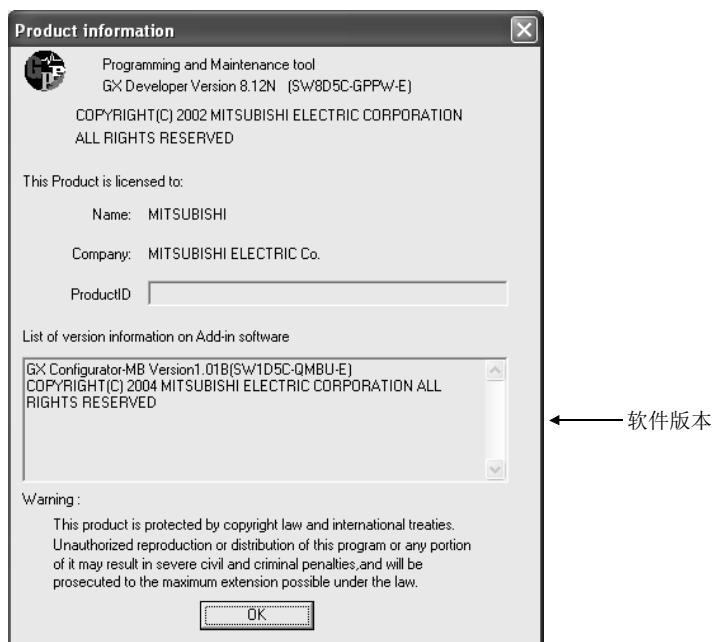 Product information
Programming and Maintenance tool
GX Developer Version 8.12N (SW8D5C-GPPW-E)
COPYRIGHT(C) 2002 MITSUBISHI ELECTRIC CORPORATION
ALL RIGHTS RESERVED
This Product is licensed to:
Name: MITSUBISHI
Company: MITSUBISHI ELECTRIC Co.
ProductID
List of version information on Add-in software
GX Configurator-MB Version1.01B(SW1D5C-QMBU-E)
COPYRIGHT(C) 2004 MITSUBISHI ELECTRIC CORPORATION ALL
RIGHTS RESERVED
软件版本
Warning :
This product is protected by copyright law and international treaties.
Unauthorized reproduction or distribution of this program or any portion
of it may result in severe civil and criminal penalties,and will be
prosecuted to the maximum extension possible under the law.
OK